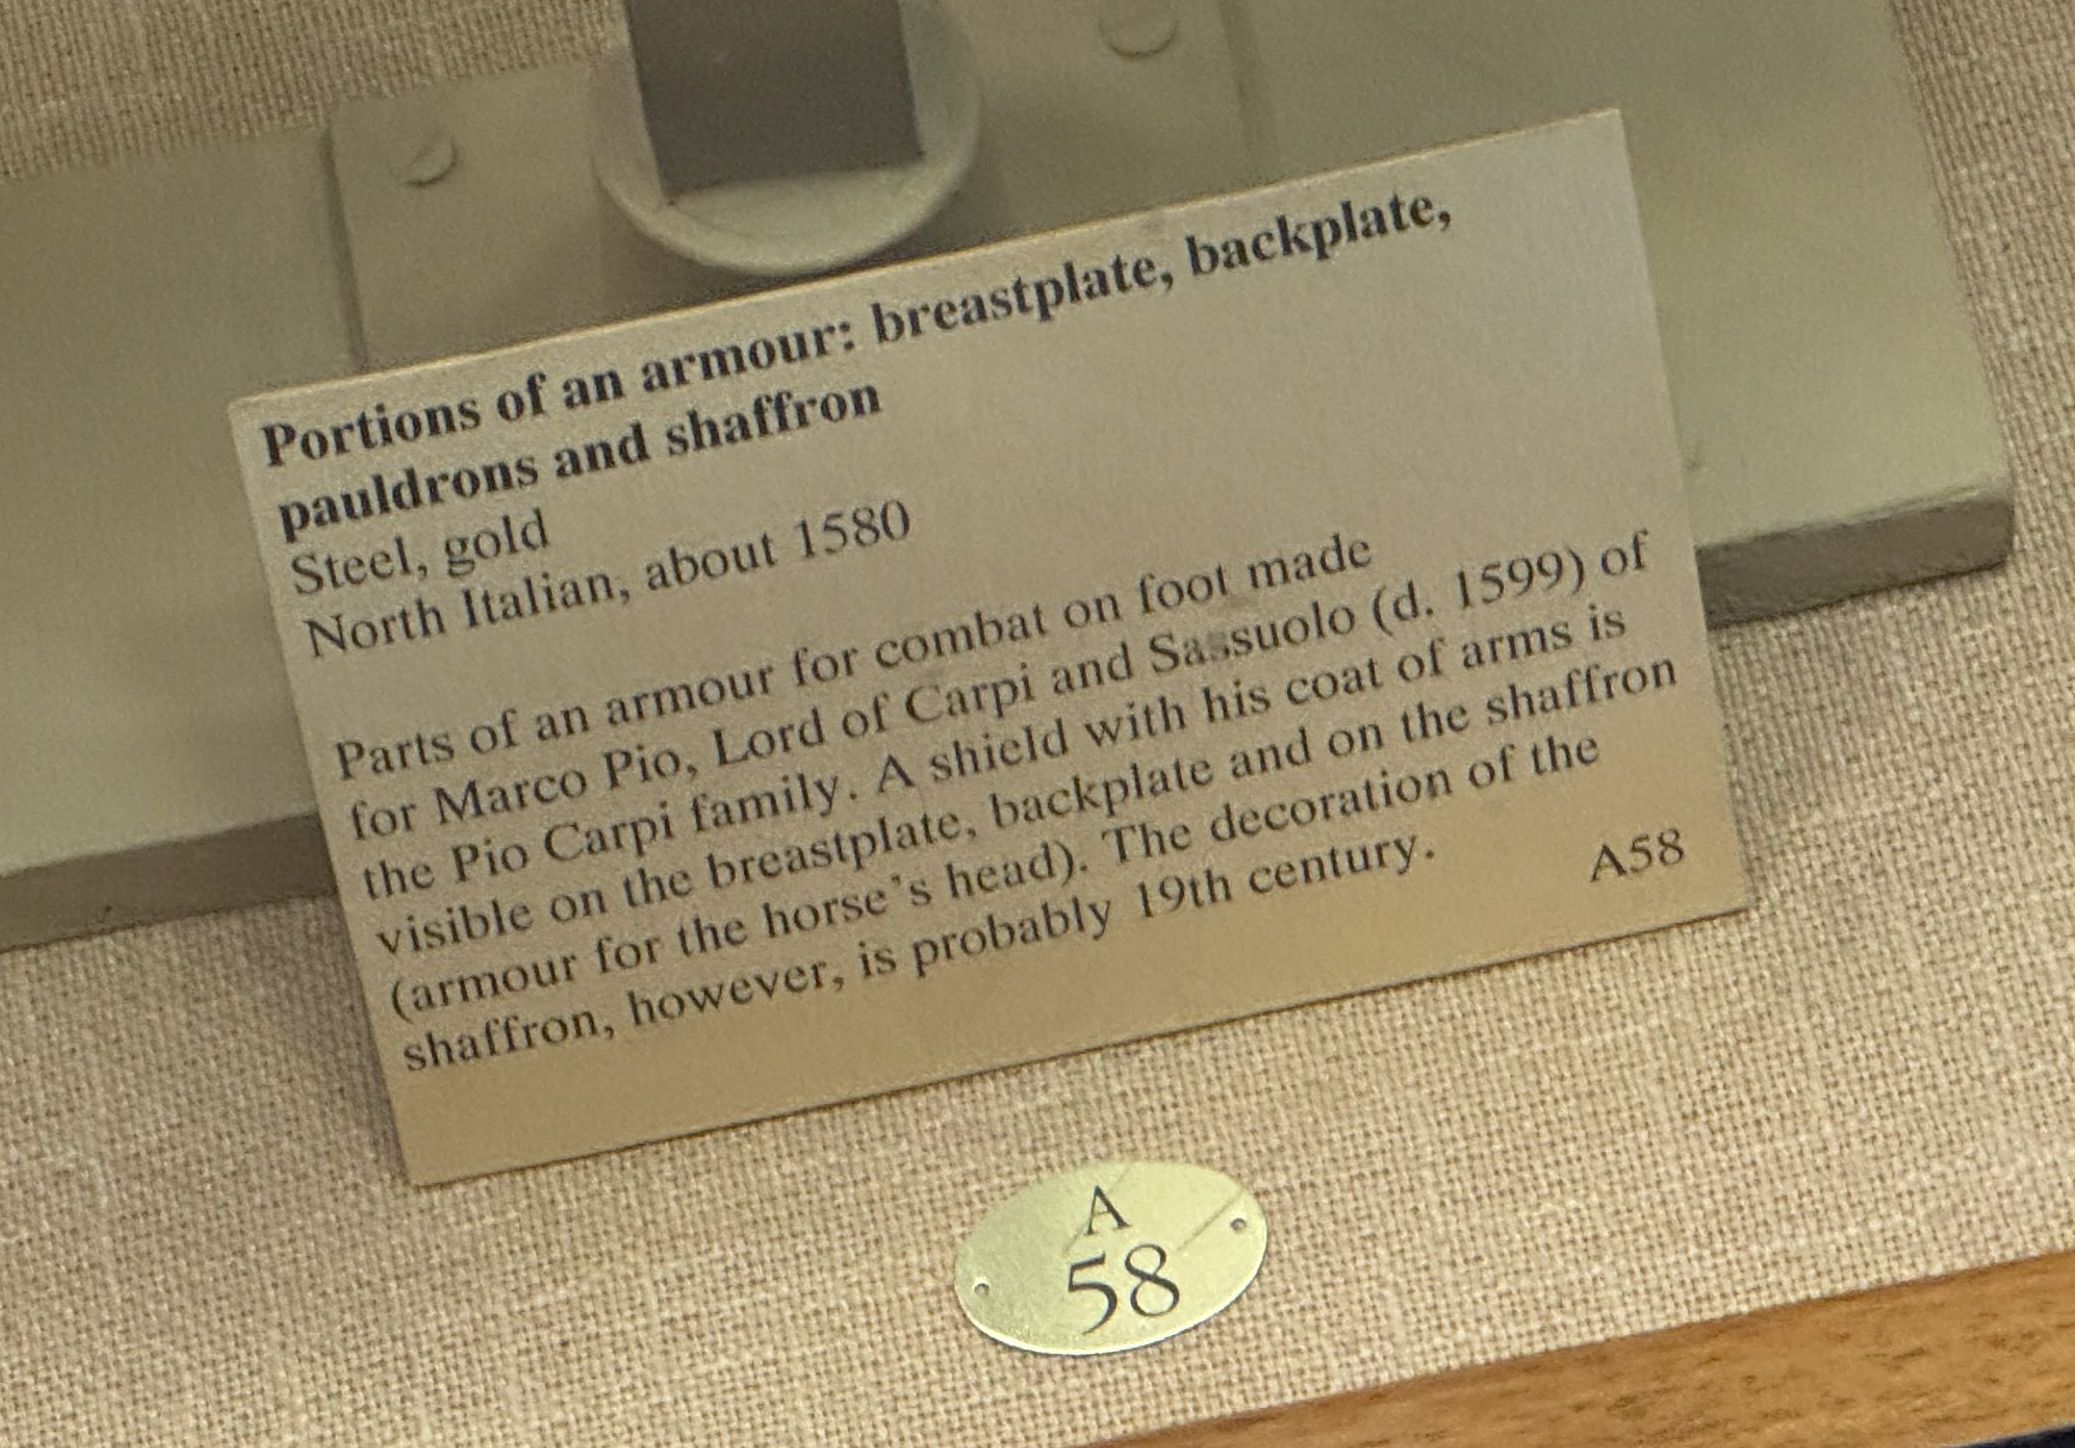 Portions of an armour: breastplate, backplate,
pauldrons and shaffron
Steel, gold
North Italian, about 1580
Parts of an armour for combat on foot made
for Marco Pio, Lord of Carpi and Sassuolo (d. 1599) of
the Pio Carpi family. A shield with his coat of arms is
visible on the breastplate, backplate and on the shaffron
(armour for the horse's head). The decoration of the
shaffron, however, is probably 19th century.
A58
A
58